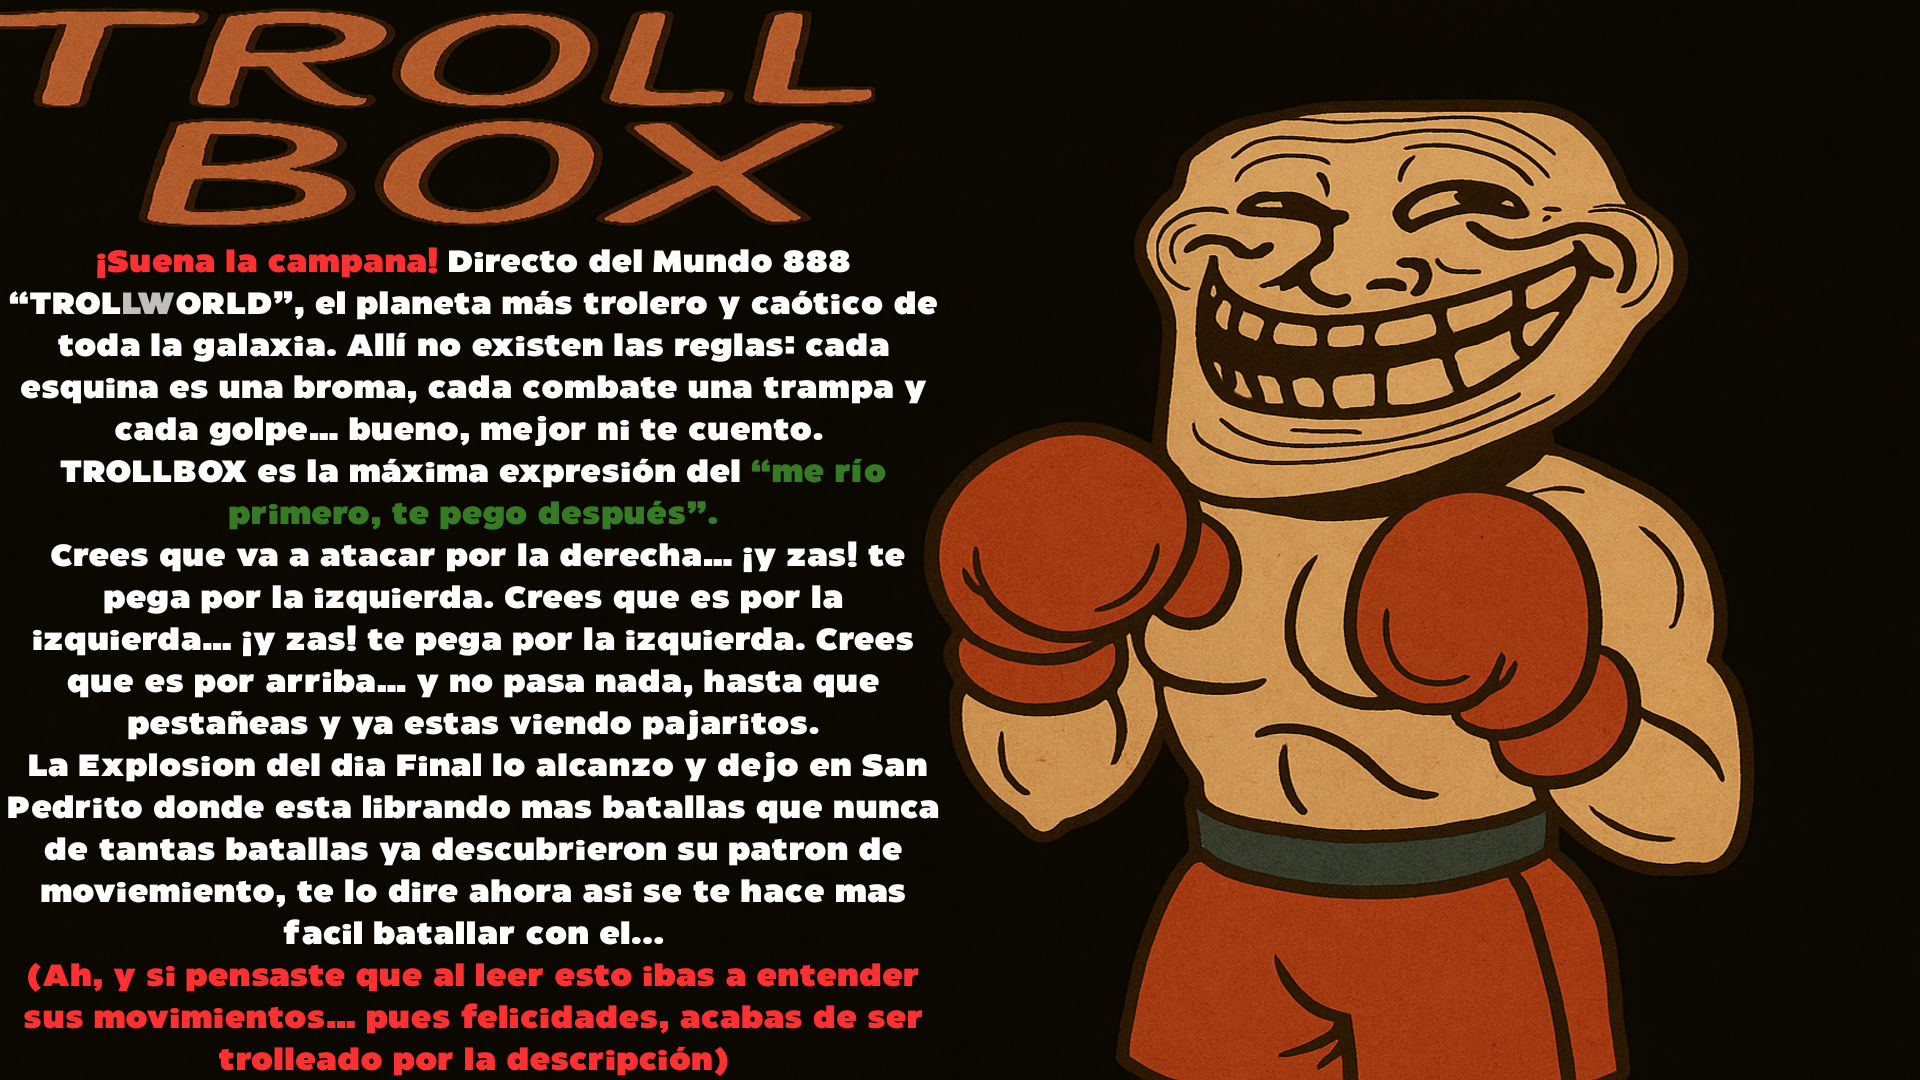 TROLL
BOX
¡Suena la campana! Directo del Mundo 888
“TROLLWORLD”, el planeta más trolero y caótico de
toda la galaxia. Allí no existen las reglas: cada
esquina es una broma, cada combate una trampa y
cada golpe... bueno, mejor ni te cuento.
TROLLBOX es la máxima expresión del “me río
primero, te pego después”.
Crees que va a atacar por la derecha... ¡y zas! te
pega por la izquierda. Crees que es por la
izquierda... ¡y zas! te pega por la izquierda. Crees
que es por arriba... y no pasa nada, hasta que
pestañeas y ya estas viendo pajaritos.
La Explosion del dia Final lo alcanzo y dejo en San
Pedrito donde esta librando mas batallas que nunca
de tantas batallas ya descubrieron su patron de
moviemiento, te lo dire ahora asi se te hace mas
facil batallar con el...
(Ah, y si pensaste que al leer esto ibas a entender
sus movimientos... pues felicidades, acabas de ser
trolleado por la descripción)